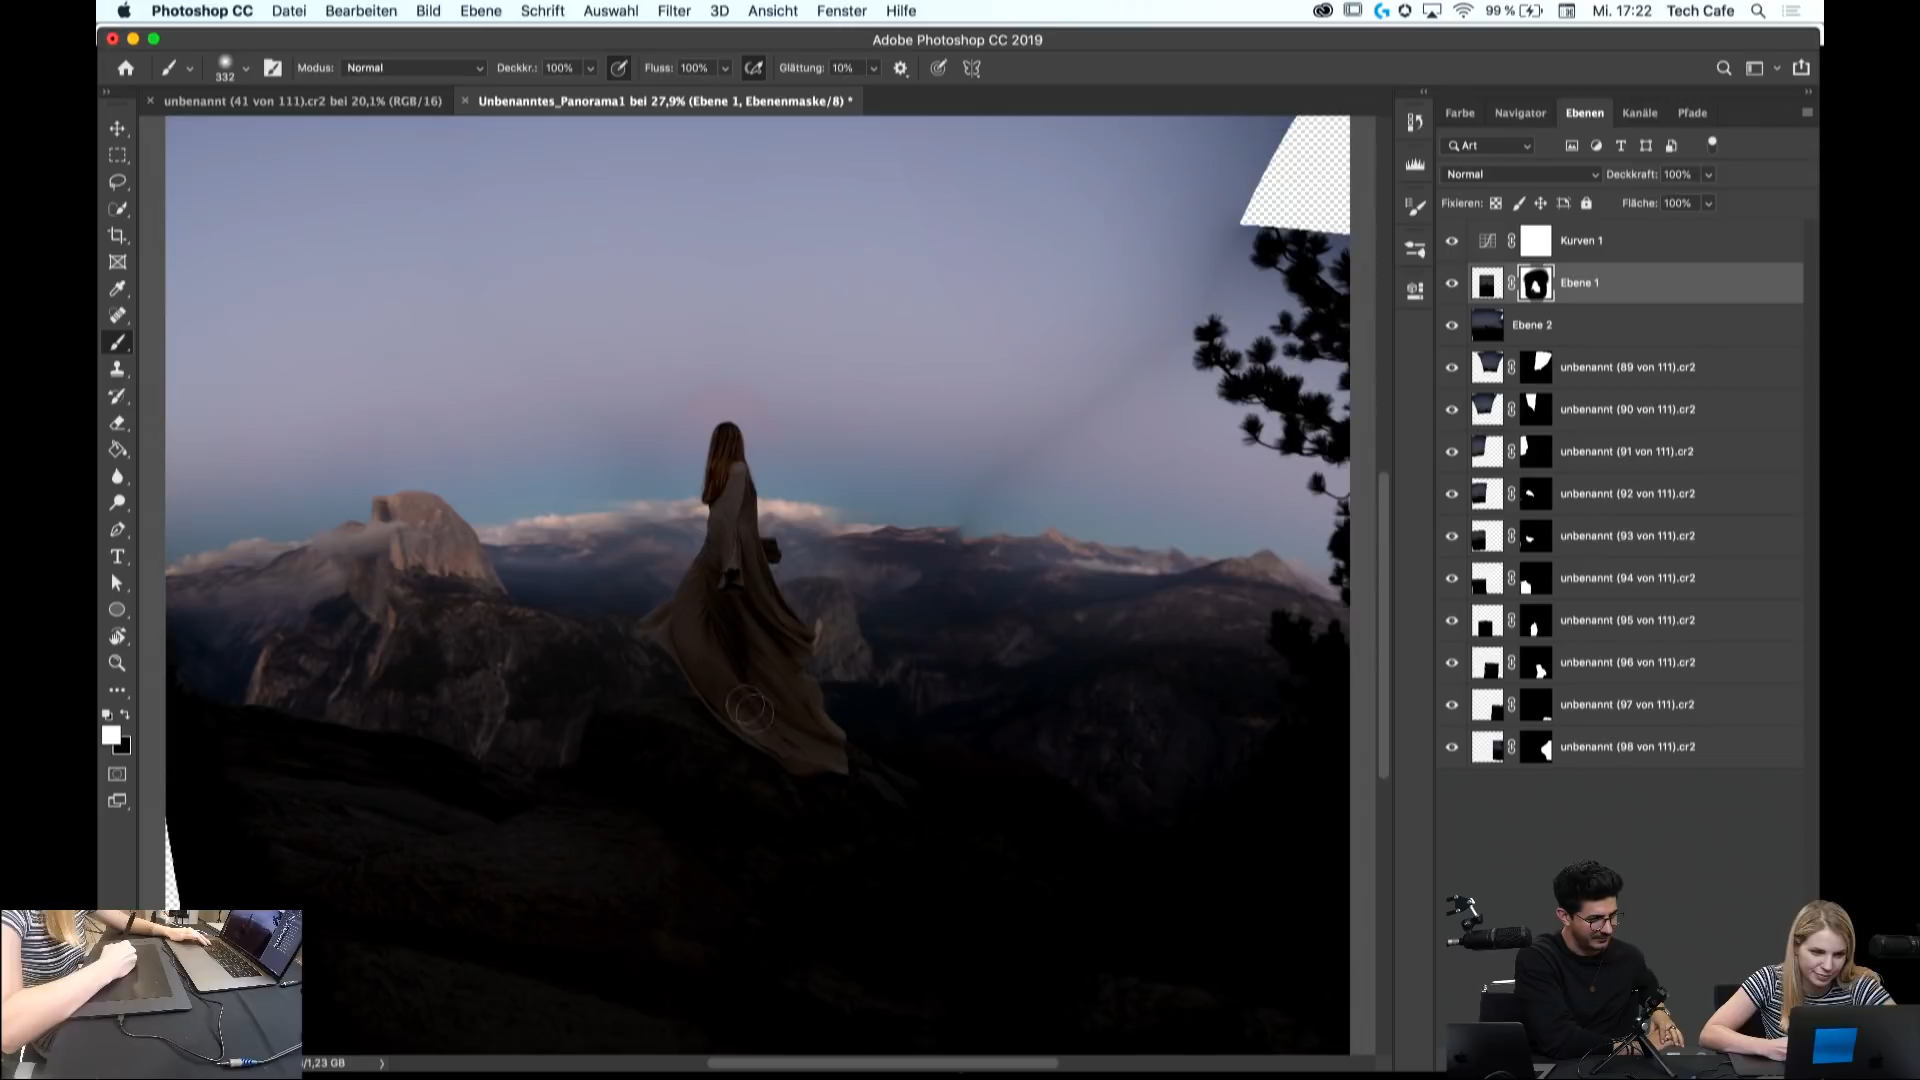 Photoshop CC Datei Bearbeiten Bild Ebene Schrift Auswahl Filter 3D Ansicht Fenster Hilfe 99 % Mi. 17:22 Tech Cafe
Adobe Photoshop CC 2019
332 Modus: Normal Deckkr.: 100% Fluss: 100% Glättung: 10%
unbenannt (41 von 111).cr2 bei 20,1% (RGB/16) Unbenanntes_Panorama1 bei 27,9% (Ebene 1, Ebenenmaske/8) *
Farbe Navigator Ebenen Kanäle Pfade
Art
Normal Deckkraft: 100%
Fixieren: Fläche: 100%
Kurven 1
Ebene 1
Ebene 2
unbenannt (89 von 111).cr2
unbenannt (90 von 111).cr2
unbenannt (91 von 111).cr2
unbenannt (92 von 111).cr2
unbenannt (93 von 111).cr2
unbenannt (94 von 111).cr2
unbenannt (95 von 111).cr2
unbenannt (96 von 111).cr2
unbenannt (97 von 111).cr2
unbenannt (98 von 111).cr2
/1,23 GB